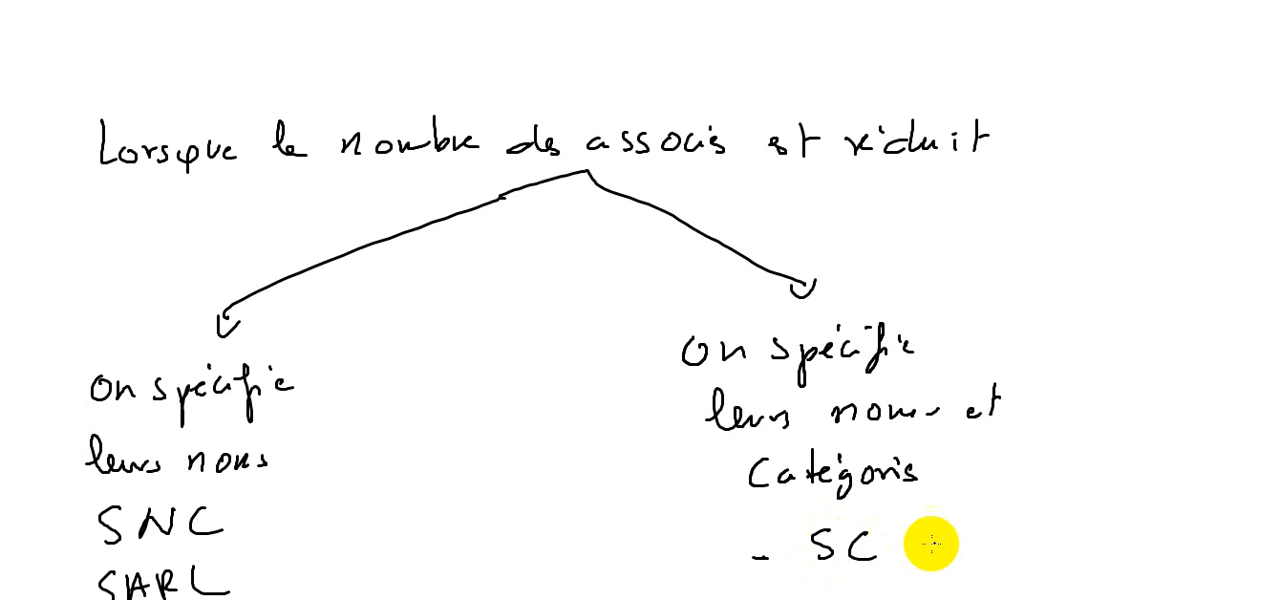 Lorsque le nombre des associés est réduit
On spécifie
leurs noms
SNC
SARL
On spécifie
leurs noms et
Catégories
- SC